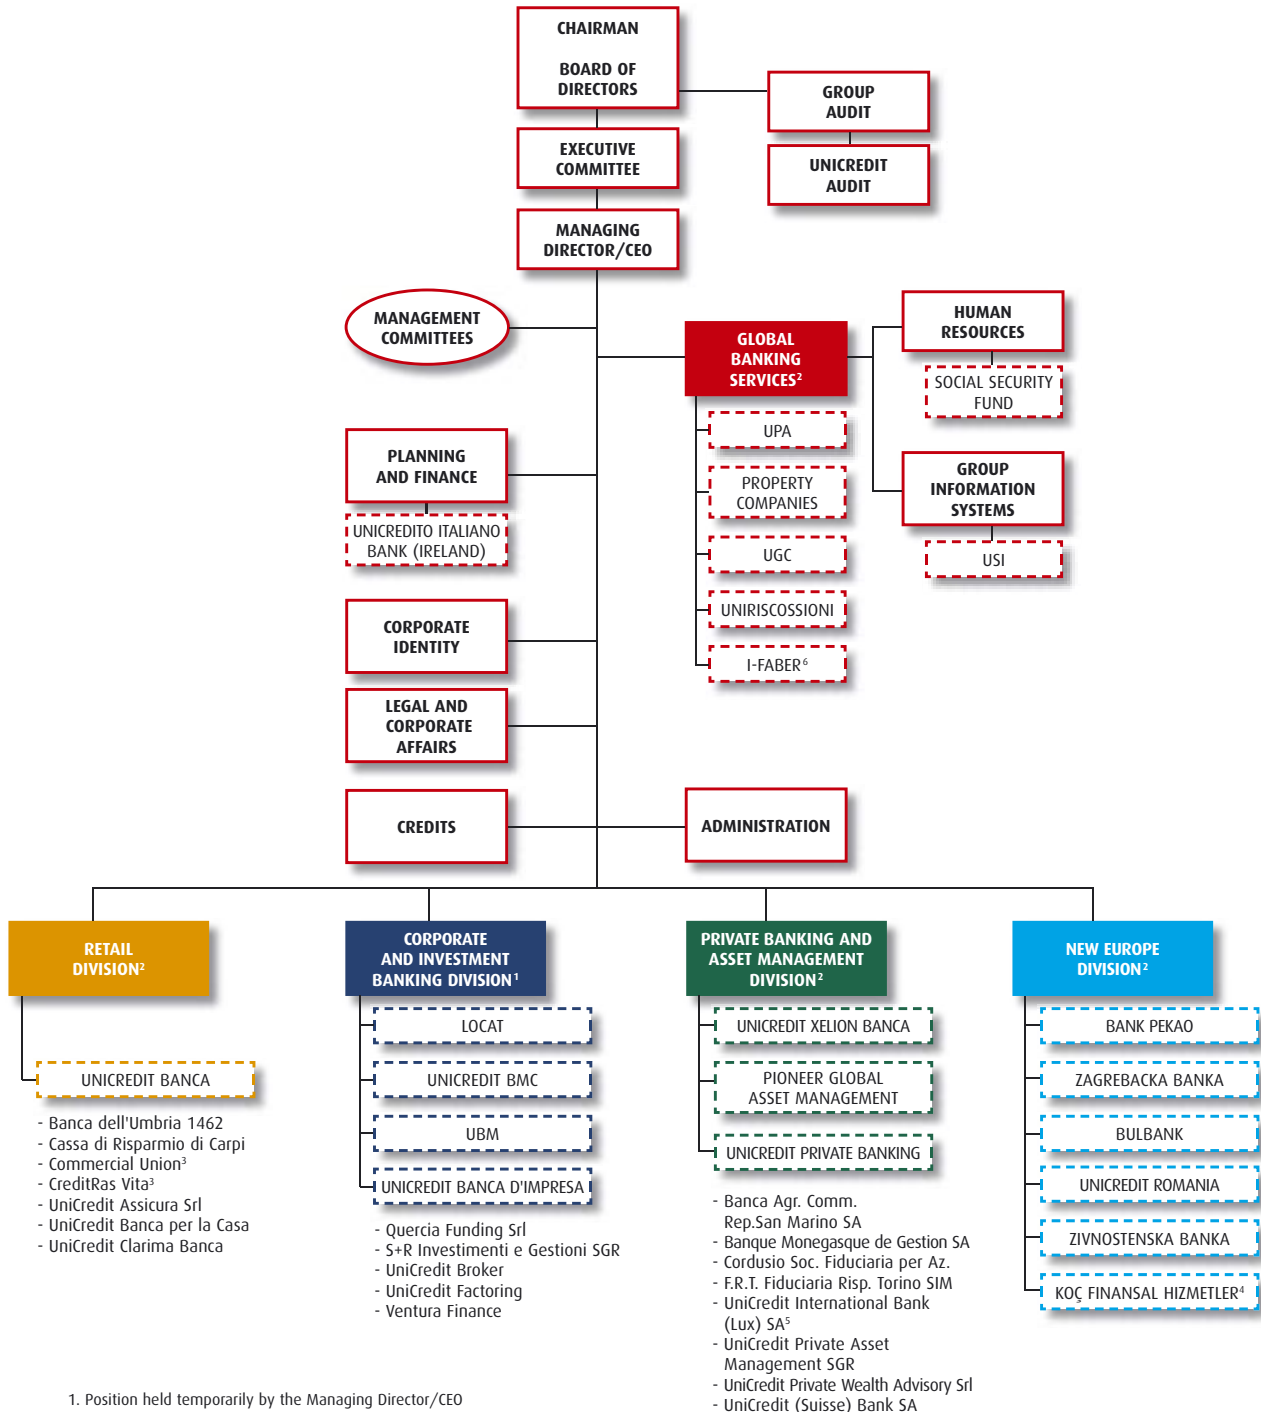 CHAIRMAN
BOARD OF
DIRECTORS
GROUP
AUDIT
EXECUTIVE
COMMITTEE
UNICREDIT
AUDIT
MANAGING
DIRECTOR/CEO
MANAGEMENT
COMMITTEES
GLOBAL
BANKING
SERVICES²
HUMAN
RESOURCES
SOCIAL SECURITY
FUND
GROUP
INFORMATION
SYSTEMS
USI
UPA
PROPERTY
COMPANIES
UGC
UNIRISCOSSIONI
I-FABER⁶
PLANNING
AND FINANCE
UNICREDITO ITALIANO
BANK (IRELAND)
CORPORATE
IDENTITY
LEGAL AND
CORPORATE
AFFAIRS
CREDITS
ADMINISTRATION
RETAIL
DIVISION²
UNICREDIT BANCA
- Banca dell'Umbria 1462
- Cassa di Risparmio di Carpi
- Commercial Union³
- CreditRas Vita³
- UniCredit Assicura Srl
- UniCredit Banca per la Casa
- UniCredit Clarima Banca
CORPORATE
AND INVESTMENT
BANKING DIVISION¹
LOCAT
UNICREDIT BMC
UBM
UNICREDIT BANCA D'IMPRESA
- Quercia Funding Srl
- S+R Investimenti e Gestioni SGR
- UniCredit Broker
- UniCredit Factoring
- Ventura Finance
PRIVATE BANKING AND
ASSET MANAGEMENT
DIVISION²
UNICREDIT XELION BANCA
PIONEER GLOBAL
ASSET MANAGEMENT
UNICREDIT PRIVATE BANKING
- Banca Agr. Comm.
Rep.San Marino SA
- Banque Monegasque de Gestion SA
- Cordusio Soc. Fiduciaria per Az.
- F.R.T. Fiduciaria Risp. Torino SIM
- UniCredit International Bank
(Lux) SA⁵
- UniCredit Private Asset
Management SGR
- UniCredit Private Wealth Advisory Srl
- UniCredit (Suisse) Bank SA
NEW EUROPE
DIVISION²
BANK PEKAO
ZAGREBACKA BANKA
BULBANK
UNICREDIT ROMANIA
ZIVNOSTENSKA BANKA
KOÇ FINANSAL HIZMETLER⁴
1. Position held temporarily by the Managing Director/CEO